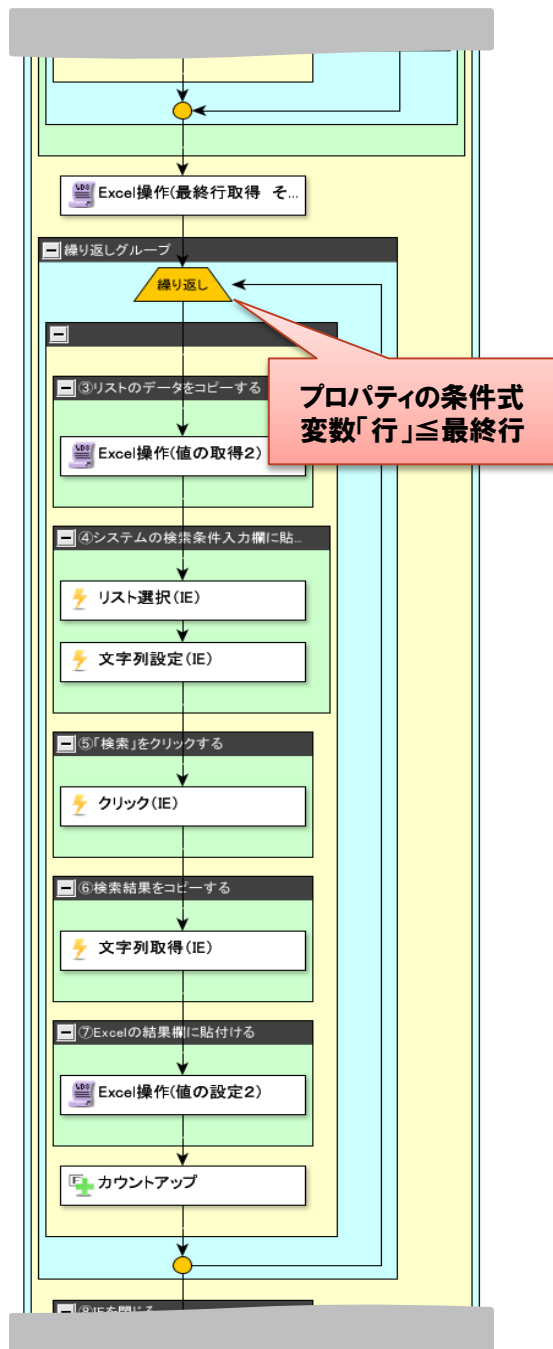 Excel操作(最終行取得 そ...
繰り返しグループ
繰り返し
プロパティの条件式
変数「行」≦最終行
③リストのデータをコピーする
Excel操作(値の取得2)
④システムの検索条件入力欄に貼...
リスト選択(IE)
文字列設定(IE)
⑤「検索」をクリックする
クリック(IE)
⑥検索結果をコピーする
文字列取得(IE)
⑦Excelの結果欄に貼付ける
Excel操作(値の設定2)
カウントアップ
⑧IEを閉じる